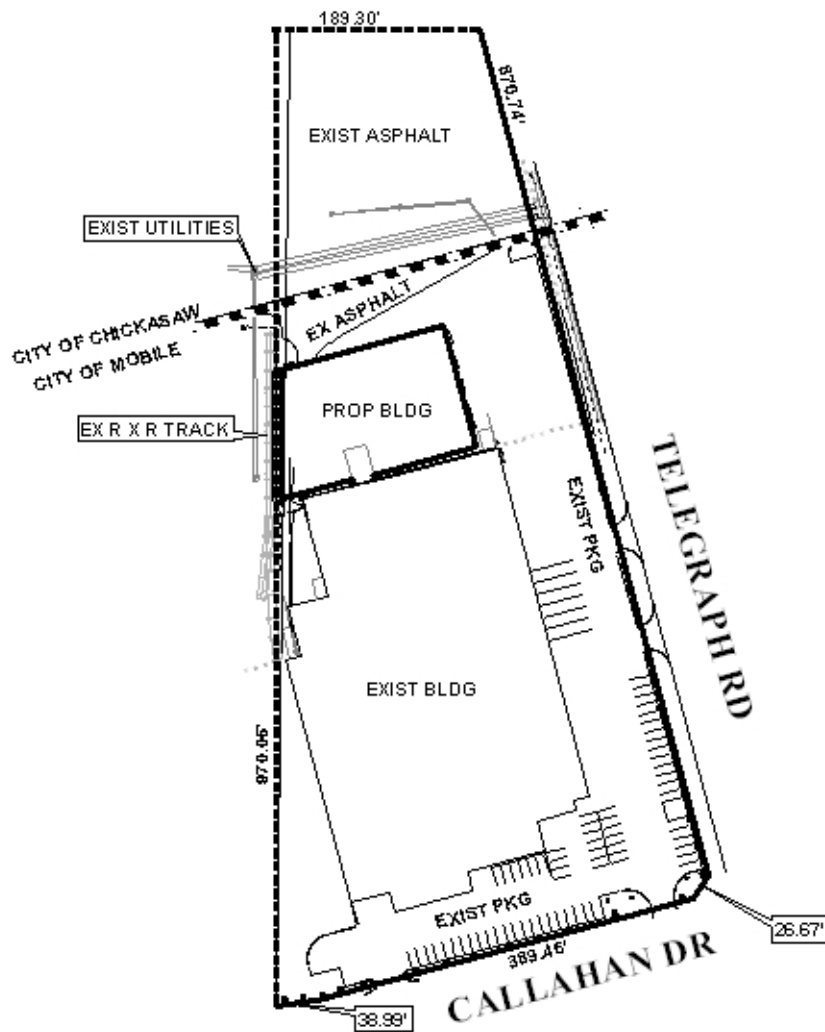 189.30'
870.74'
EXIST ASPHALT
EXIST UTILITIES
EX ASPHALT
CITY OF CHICKASAW
CITY OF MOBILE
PROP BLDG
EX R X R TRACK
TELEGRAPH RD
EXIST PKG
EXIST BLDG
970.06'
EXIST PKG
389.46'
26.67'
CALLAHAN DR
38.99'